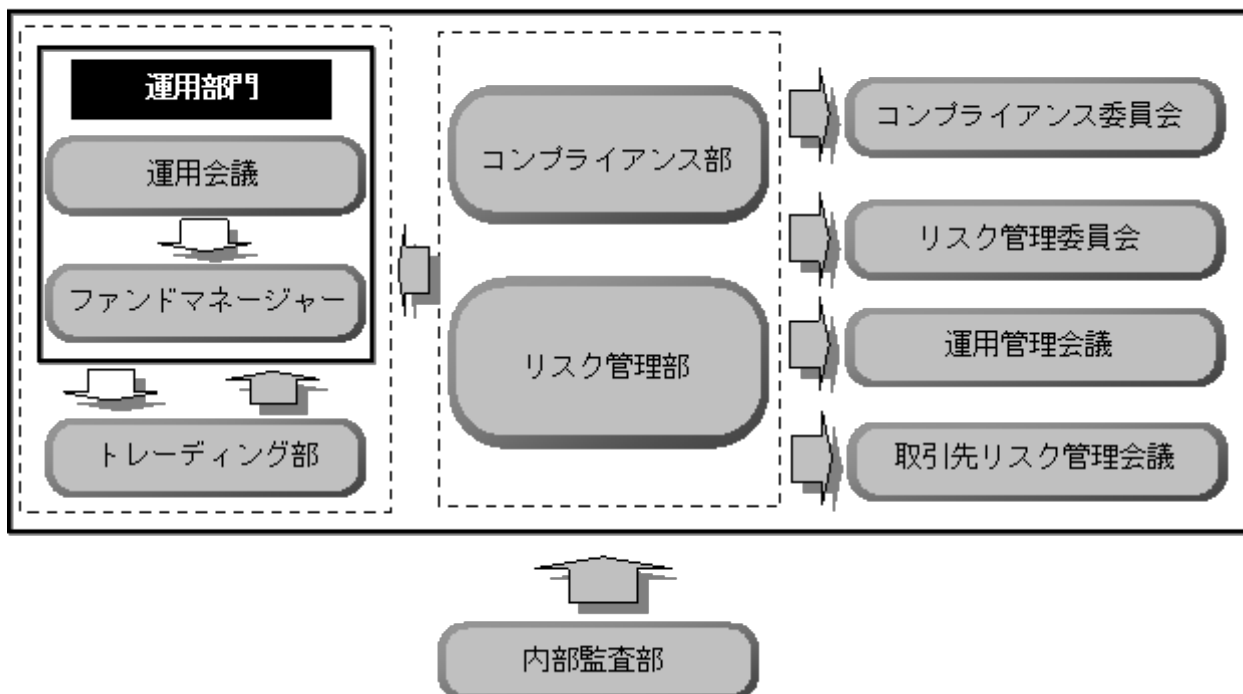 運用部門
運用会議
ファンドマネージャー
トレーディング部
コンプライアンス部
リスク管理部
コンプライアンス委員会
リスク管理委員会
運用管理会議
取引先リスク管理会議
内部監査部